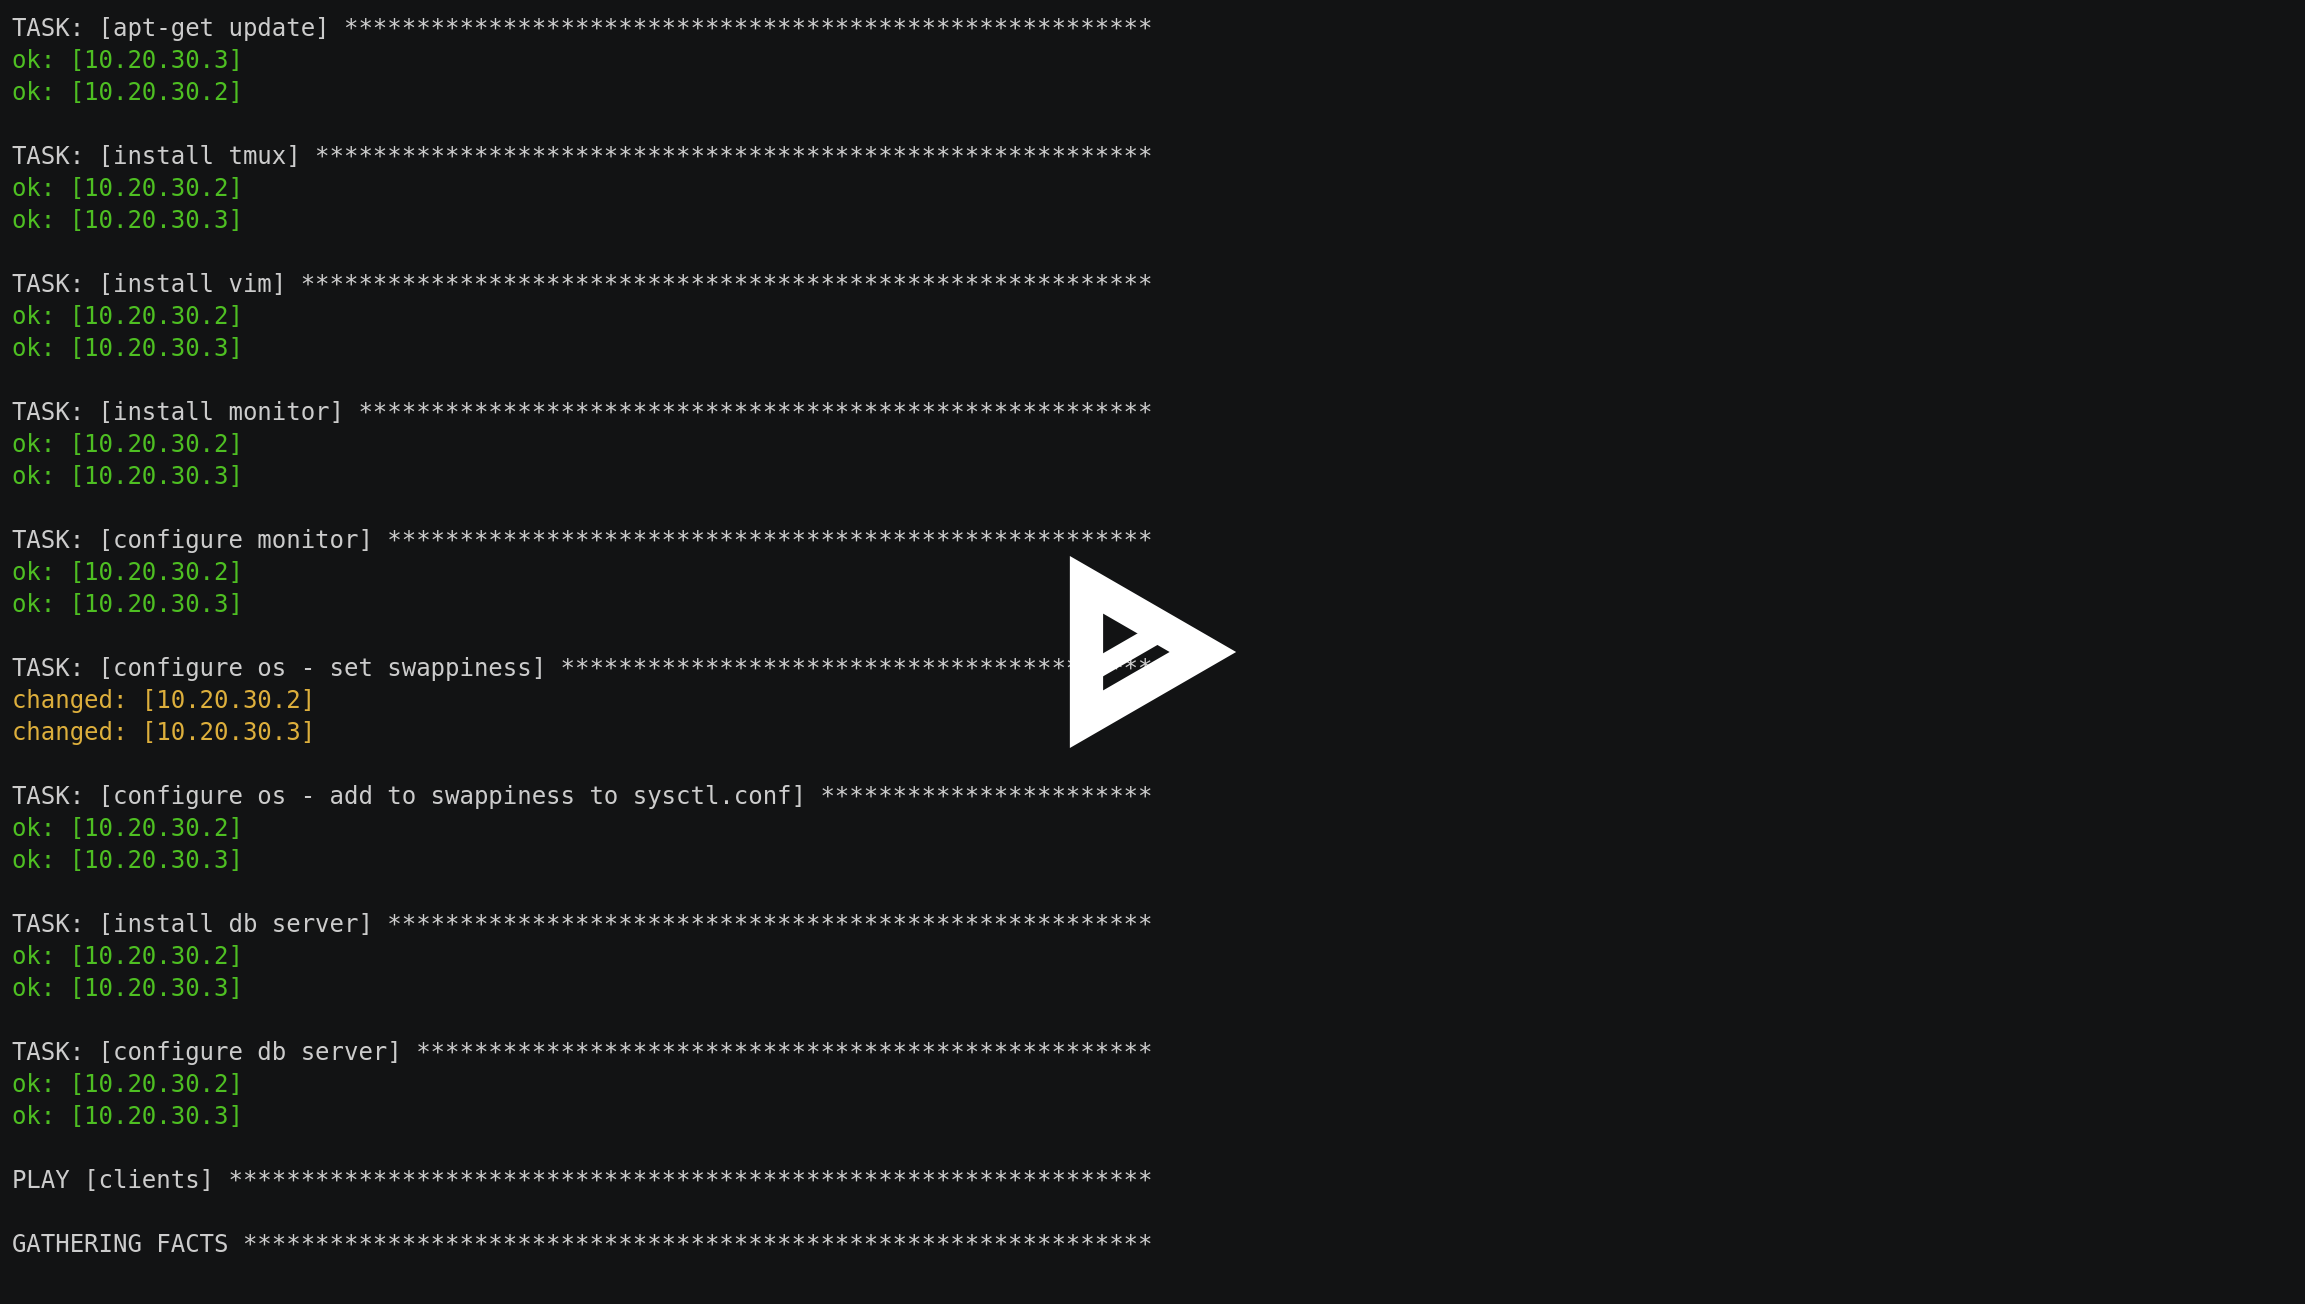 TASK: [apt-get update] ********************************************************
ok: [10.20.30.3]
ok: [10.20.30.2]

TASK: [install tmux] **********************************************************
ok: [10.20.30.2]
ok: [10.20.30.3]

TASK: [install vim] ***********************************************************
ok: [10.20.30.2]
ok: [10.20.30.3]

TASK: [install monitor] *******************************************************
ok: [10.20.30.2]
ok: [10.20.30.3]

TASK: [configure monitor] *****************************************************
ok: [10.20.30.2]
ok: [10.20.30.3]

TASK: [configure os - set swappiness] *****************************************
changed: [10.20.30.2]
changed: [10.20.30.3]

TASK: [configure os - add to swappiness to sysctl.conf] ***********************
ok: [10.20.30.2]
ok: [10.20.30.3]

TASK: [install db server] *****************************************************
ok: [10.20.30.2]
ok: [10.20.30.3]

TASK: [configure db server] ***************************************************
ok: [10.20.30.2]
ok: [10.20.30.3]

PLAY [clients] ****************************************************************

GATHERING FACTS ***************************************************************